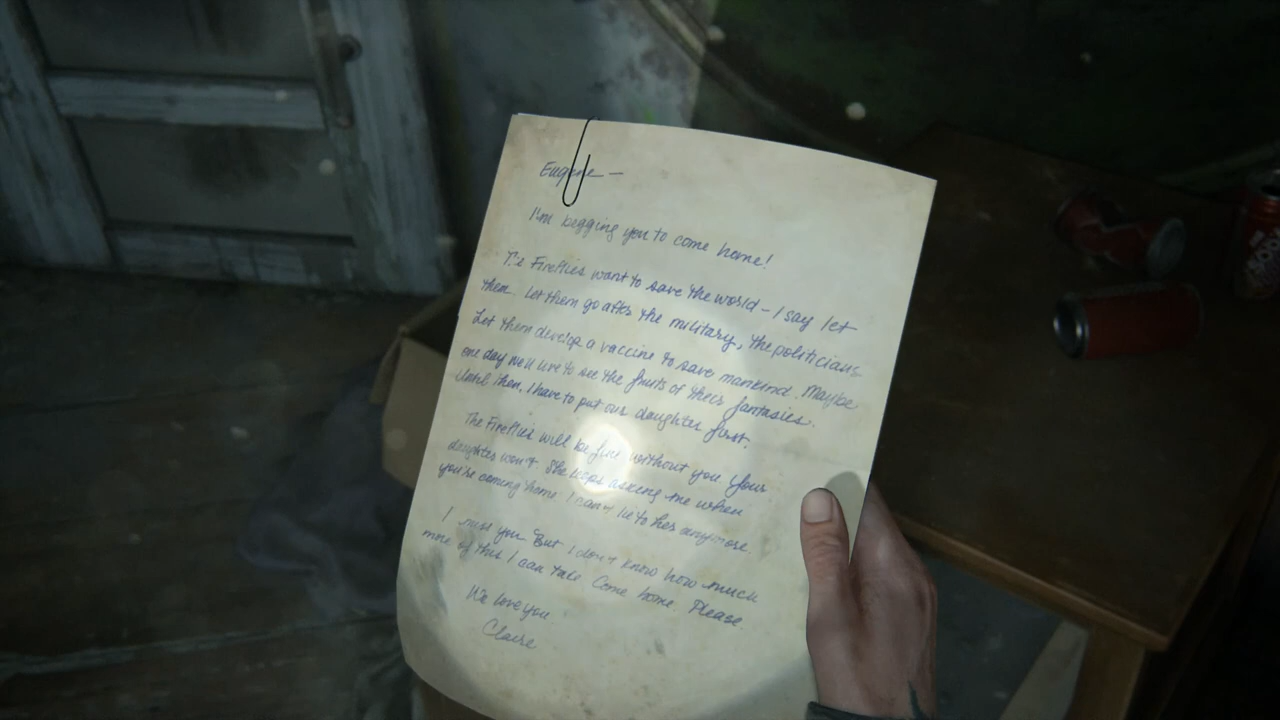 Eugene —
I'm begging you to come home!
The Fireflies want to save the world - I say let
them. Let them go after the military, the politicians.
Let them develop a vaccine to save mankind. Maybe
one day we'll live to see the fruits of their fantasies.
Until then, I have to put our daughter first.
The Fireflies will be fine without you. Your
daughter won't. She keeps asking me when
you're coming home. I can't lie to her anymore.
I miss you. But I don't know how much
more of this I can take. Come home. Please.
We love you
Claire